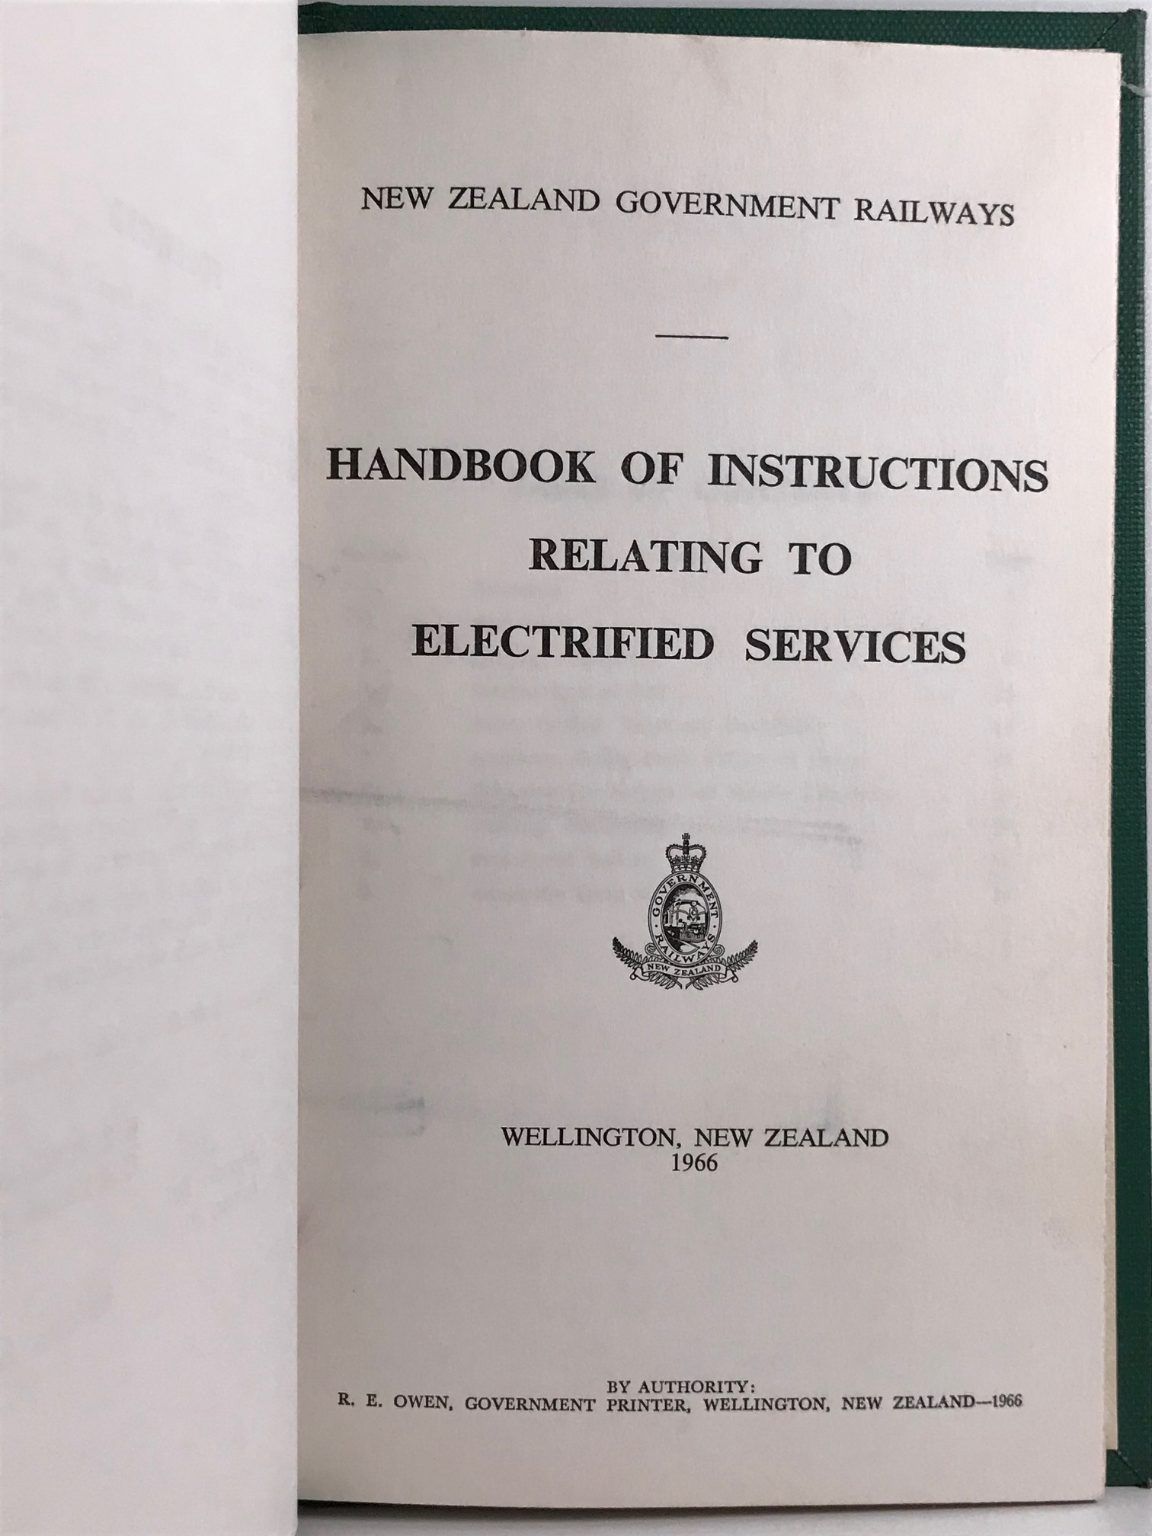 NEW ZEALAND GOVERNMENT RAILWAYS
HANDBOOK OF INSTRUCTIONS
RELATING TO
ELECTRIFIED SERVICES
GOVERNMENT
RAILWAYS
NEW ZEALAND
WELLINGTON, NEW ZEALAND
1966
BY AUTHORITY:
R. E. OWEN, GOVERNMENT PRINTER, WELLINGTON, NEW ZEALAND—1966